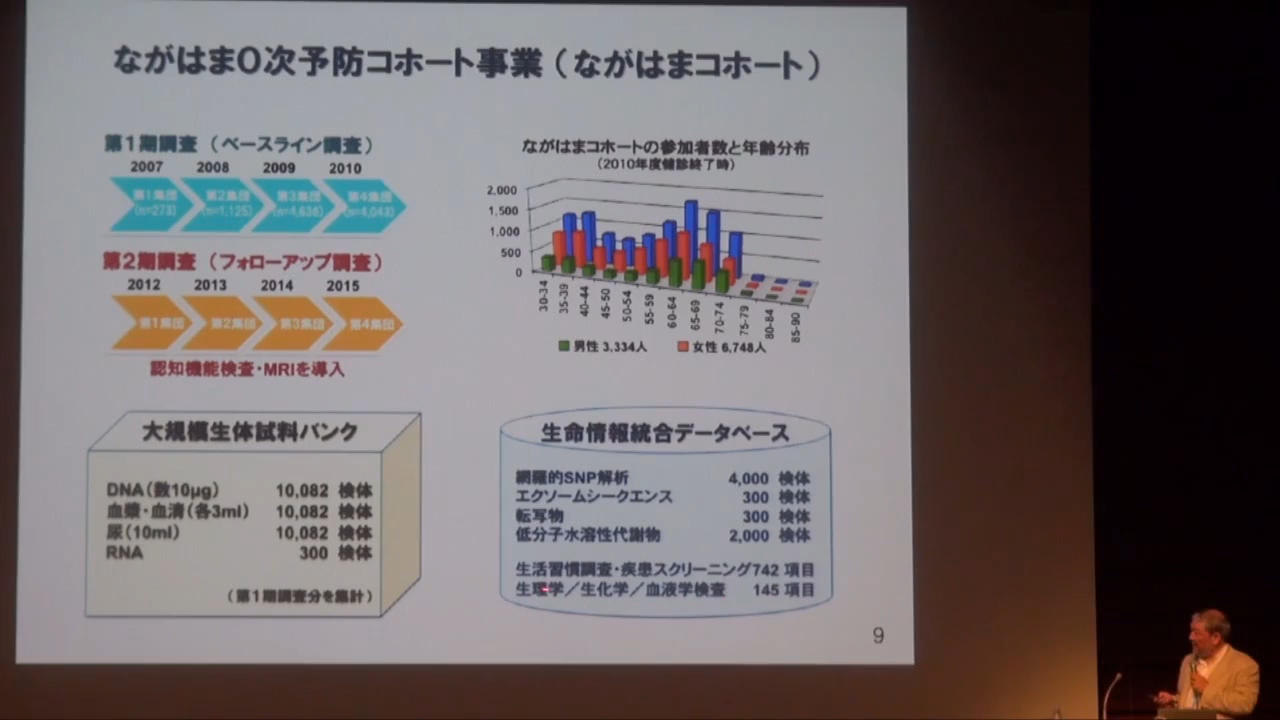 ながはま0次予防コホート事業（ながはまコホート）
第1期調査（ベースライン調査）
2007 2008 2009 2010
第1集団 第2集団 第3集団 第4集団
(n=273) (n=1,125) (n=4,636) (n=4,048)
第2期調査（フォローアップ調査）
2012 2013 2014 2015
第1集団 第2集団 第3集団 第4集団
認知機能検査・MRIを導入
ながはまコホートの参加者数と年齢分布
（2010年度健診終了時）
2,000
1,500
1,000
500
0
30-34 35-39 40-44 45-50 50-54 55-59 60-64 65-69 70-74 75-79 80-84 85-90
男性 3,334人 女性 6,748人
大規模生体試料バンク
DNA（数10μg） 10,082 検体
血漿・血清（各3ml） 10,082 検体
尿（10ml） 10,082 検体
RNA 300 検体
（第1期調査分を集計）
生命情報統合データベース
網羅的SNP解析 4,000 検体
エクソームシークエンス 300 検体
転写物 300 検体
低分子水溶性代謝物 2,000 検体
生活習慣調査・疾患スクリーニング742 項目
生理学／生化学／血液学検査 145 項目
9